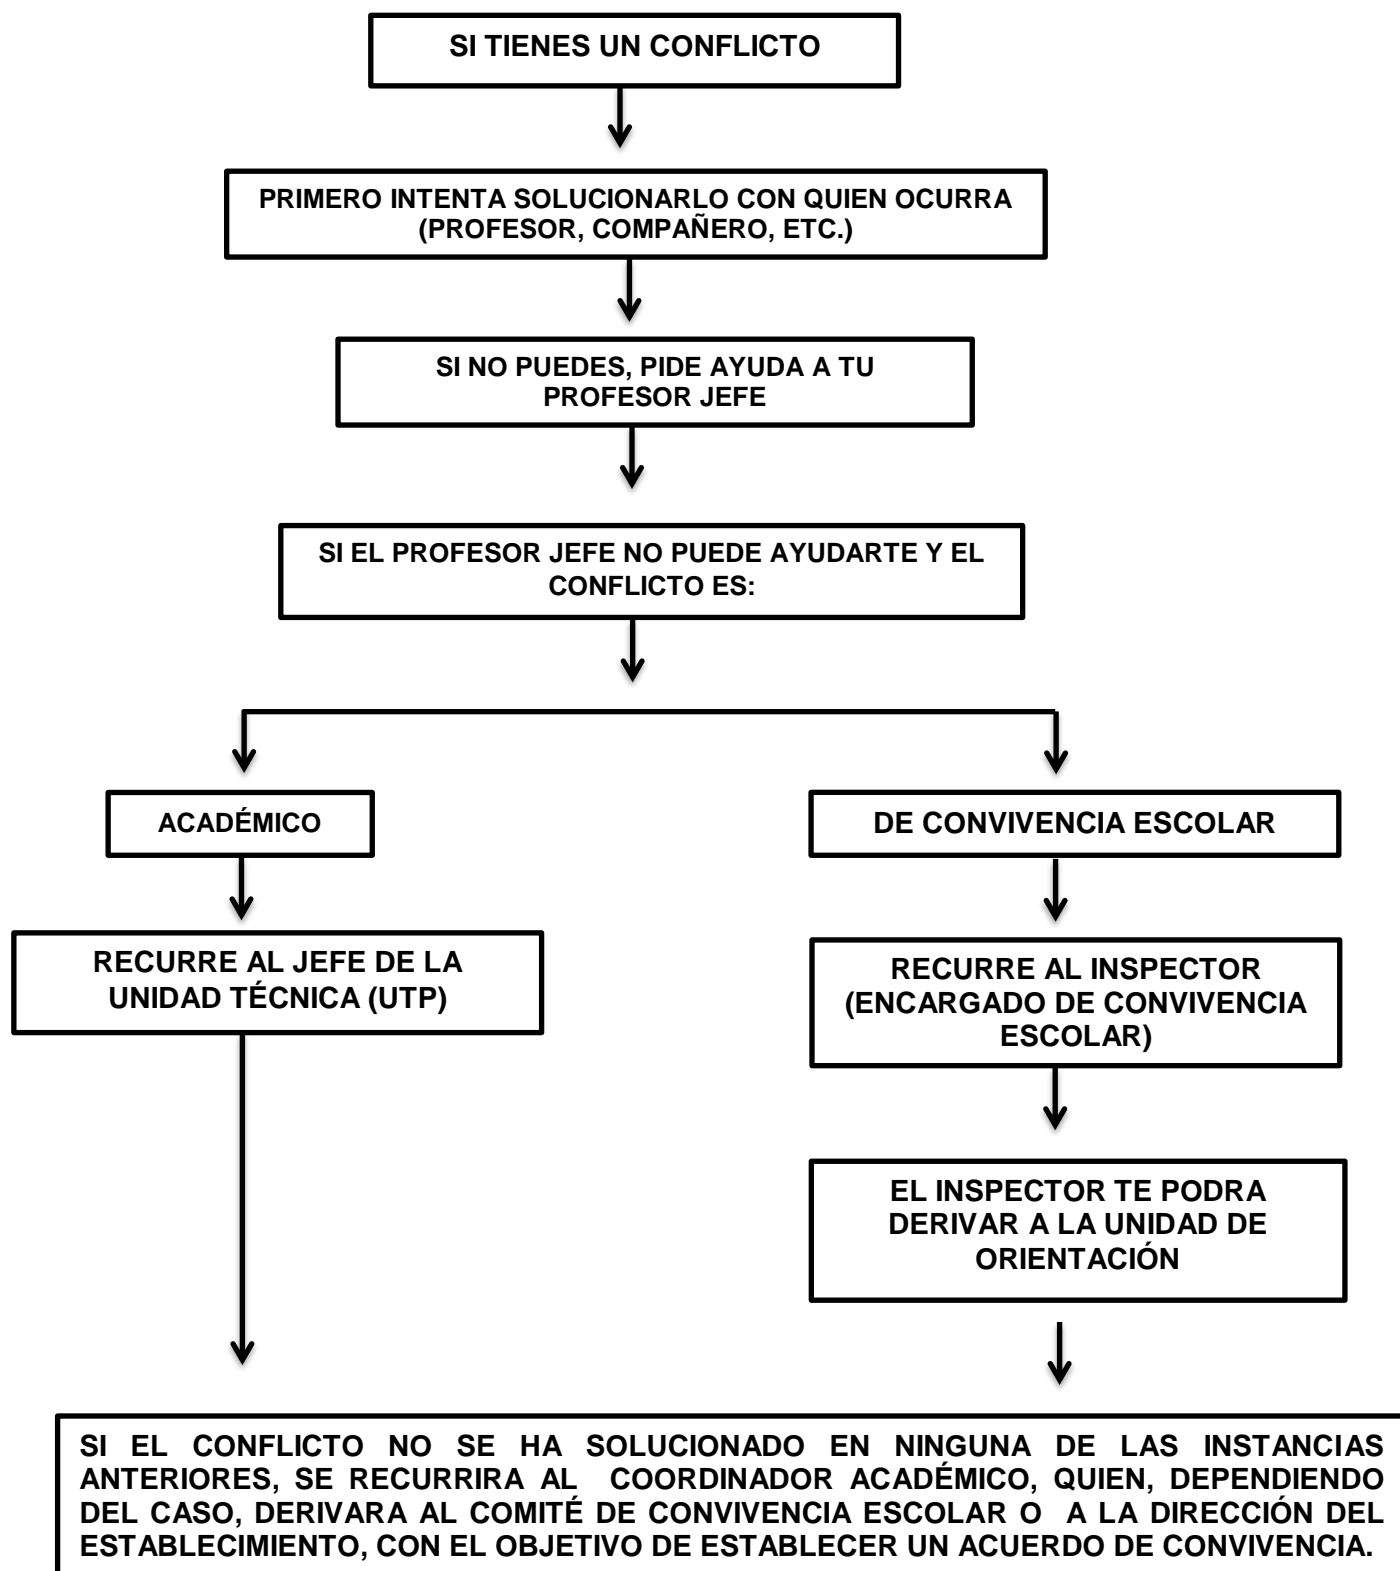 SI TIENES UN CONFLICTO
PRIMERO INTENTA SOLUCIONARLO CON QUIEN OCURRA
(PROFESOR, COMPAÑERO, ETC.)
SI NO PUEDES, PIDE AYUDA A TU
PROFESOR JEFE
SI EL PROFESOR JEFE NO PUEDE AYUDARTE Y EL
CONFLICTO ES:
ACADÉMICO
RECURRE AL JEFE DE LA
UNIDAD TÉCNICA (UTP)
DE CONVIVENCIA ESCOLAR
RECURRE AL INSPECTOR
(ENCARGADO DE CONVIVENCIA
ESCOLAR)
EL INSPECTOR TE PODRA
DERIVAR A LA UNIDAD DE
ORIENTACIÓN
SI EL CONFLICTO NO SE HA SOLUCIONADO EN NINGUNA DE LAS INSTANCIAS
ANTERIORES, SE RECURRIRA AL COORDINADOR ACADÉMICO, QUIEN, DEPENDIENDO
DEL CASO, DERIVARA AL COMITÉ DE CONVIVENCIA ESCOLAR O A LA DIRECCIÓN DEL
ESTABLECIMIENTO, CON EL OBJETIVO DE ESTABLECER UN ACUERDO DE CONVIVENCIA.